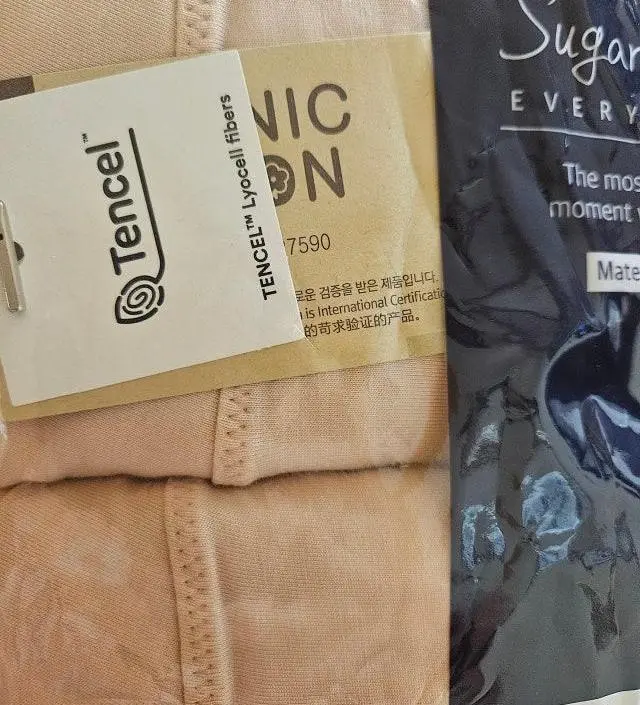 Tencel™
TENCEL™ Lyocell fibers
NIC
ON
7590
로운 검증을 받은 제품입니다.
is International Certificatio
的苛求验证的产品。
Sugar
EVERY
The mos
moment
Mate